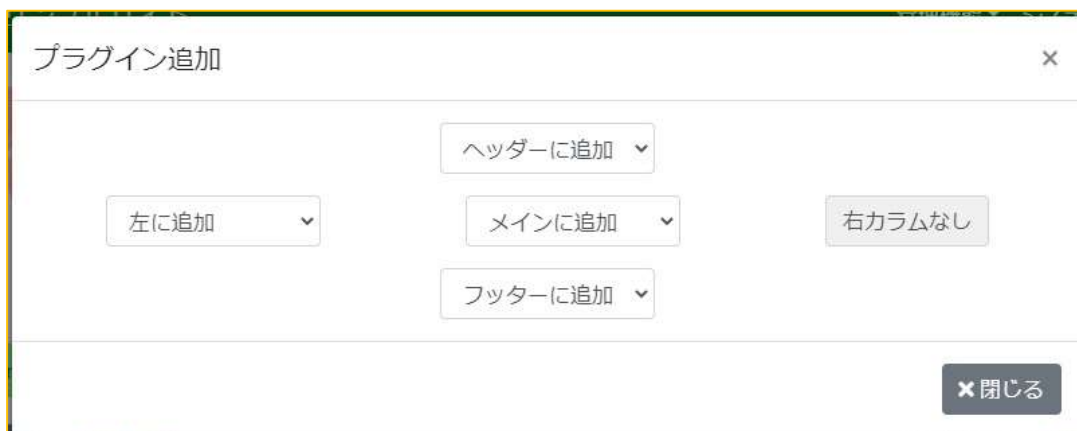 プラグイン追加 ×
ヘッダーに追加
左に追加 メインに追加 右カラムなし
フッターに追加
×閉じる